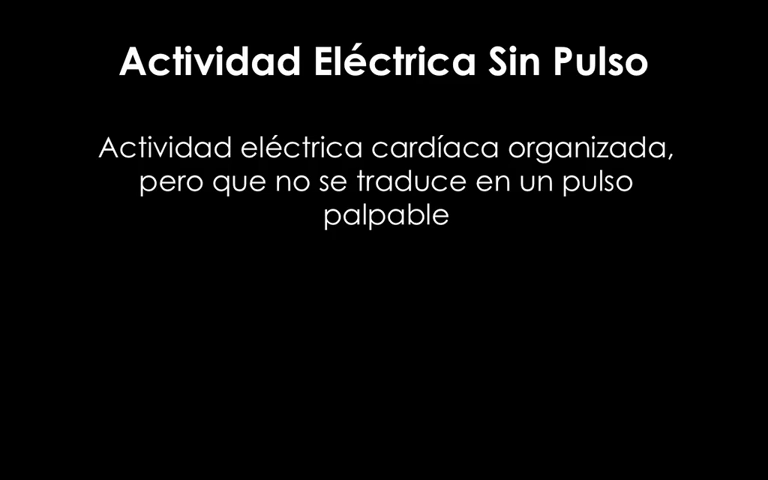 Actividad Eléctrica Sin Pulso
Actividad eléctrica cardíaca organizada,
pero que no se traduce en un pulso
palpable